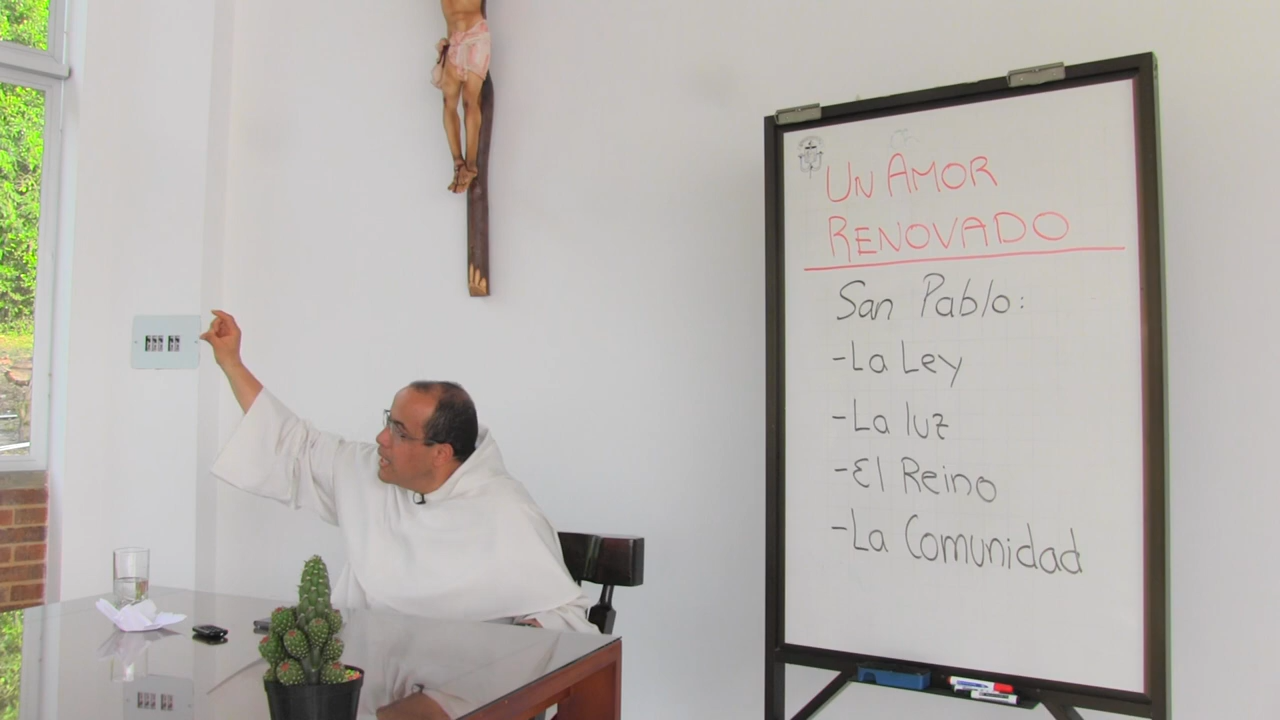 UN AMOR
RENOVADO
San Pablo:
-La Ley
-La luz
-El Reino
-La Comunidad